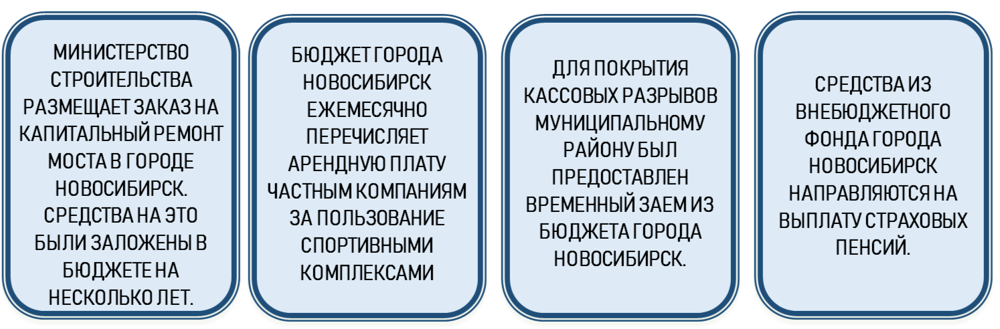 МИНИСТЕРСТВО
СТРОИТЕЛЬСТВА
РАЗМЕЩАЕТ ЗАКАЗ НА
КАПИТАЛЬНЫЙ РЕМОНТ
МОСТА В ГОРОДЕ
НОВОСИБИРСК.
СРЕДСТВА НА ЭТО
БЫЛИ ЗАЛОЖЕНЫ В
БЮДЖЕТЕ НА
НЕСКОЛЬКО ЛЕТ.
БЮДЖЕТ ГОРОДА
НОВОСИБИРСК
ЕЖЕМЕСЯЧНО
ПЕРЕЧИСЛЯЕТ
АРЕНДНУЮ ПЛАТУ
ЧАСТНЫМ КОМПАНИЯМ
ЗА ПОЛЬЗОВАНИЕ
СПОРТИВНЫМИ
КОМПЛЕКСАМИ
ДЛЯ ПОКРЫТИЯ
КАССОВЫХ РАЗРЫВОВ
МУНИЦИПАЛЬНОМУ
РАЙОНУ БЫЛ
ПРЕДОСТАВЛЕН
ВРЕМЕННЫЙ ЗАЕМ ИЗ
БЮДЖЕТА ГОРОДА
НОВОСИБИРСК.
СРЕДСТВА ИЗ
ВНЕБЮДЖЕТНОГО
ФОНДА ГОРОДА
НОВОСИБИРСК
НАПРАВЛЯЮТСЯ НА
ВЫПЛАТУ СТРАХОВЫХ
ПЕНСИЙ.